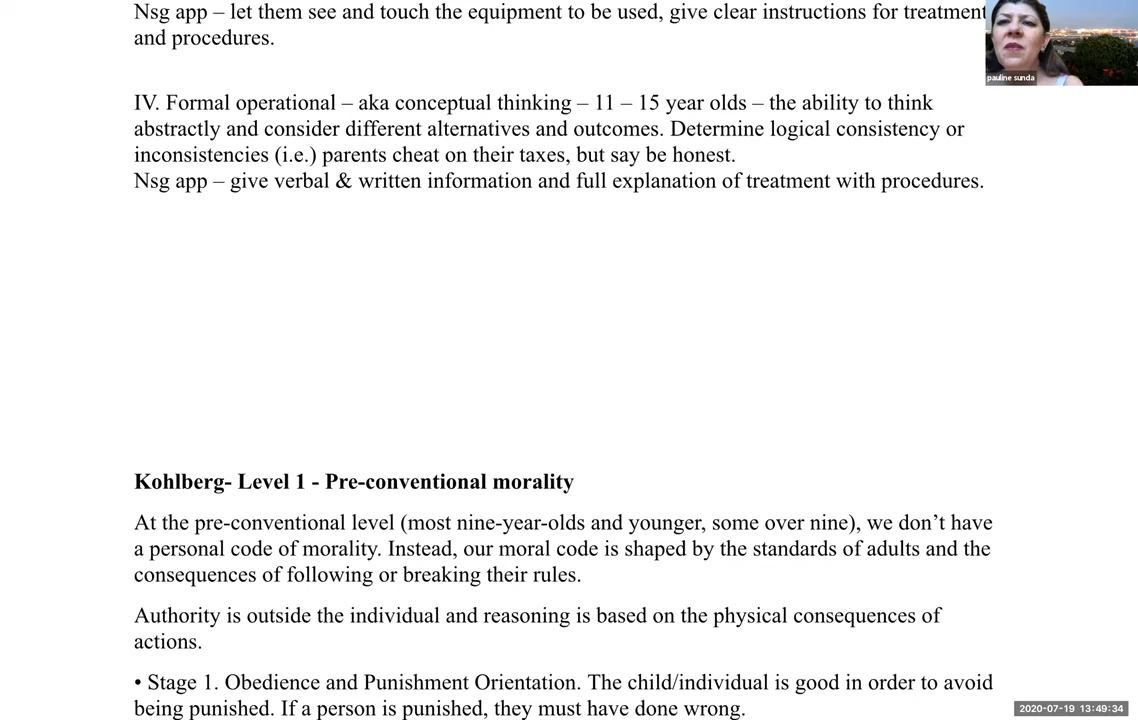 Nsg app – let them see and touch the equipment to be used, give clear instructions for treatment
and procedures.
pauline sunda
IV. Formal operational – aka conceptual thinking – 11 – 15 year olds – the ability to think
abstractly and consider different alternatives and outcomes. Determine logical consistency or
inconsistencies (i.e.) parents cheat on their taxes, but say be honest.
Nsg app – give verbal & written information and full explanation of treatment with procedures.
Kohlberg- Level 1 - Pre-conventional morality
At the pre-conventional level (most nine-year-olds and younger, some over nine), we don’t have
a personal code of morality. Instead, our moral code is shaped by the standards of adults and the
consequences of following or breaking their rules.
Authority is outside the individual and reasoning is based on the physical consequences of
actions.
• Stage 1. Obedience and Punishment Orientation. The child/individual is good in order to avoid
being punished. If a person is punished, they must have done wrong.
2020-07-19 13:49:34